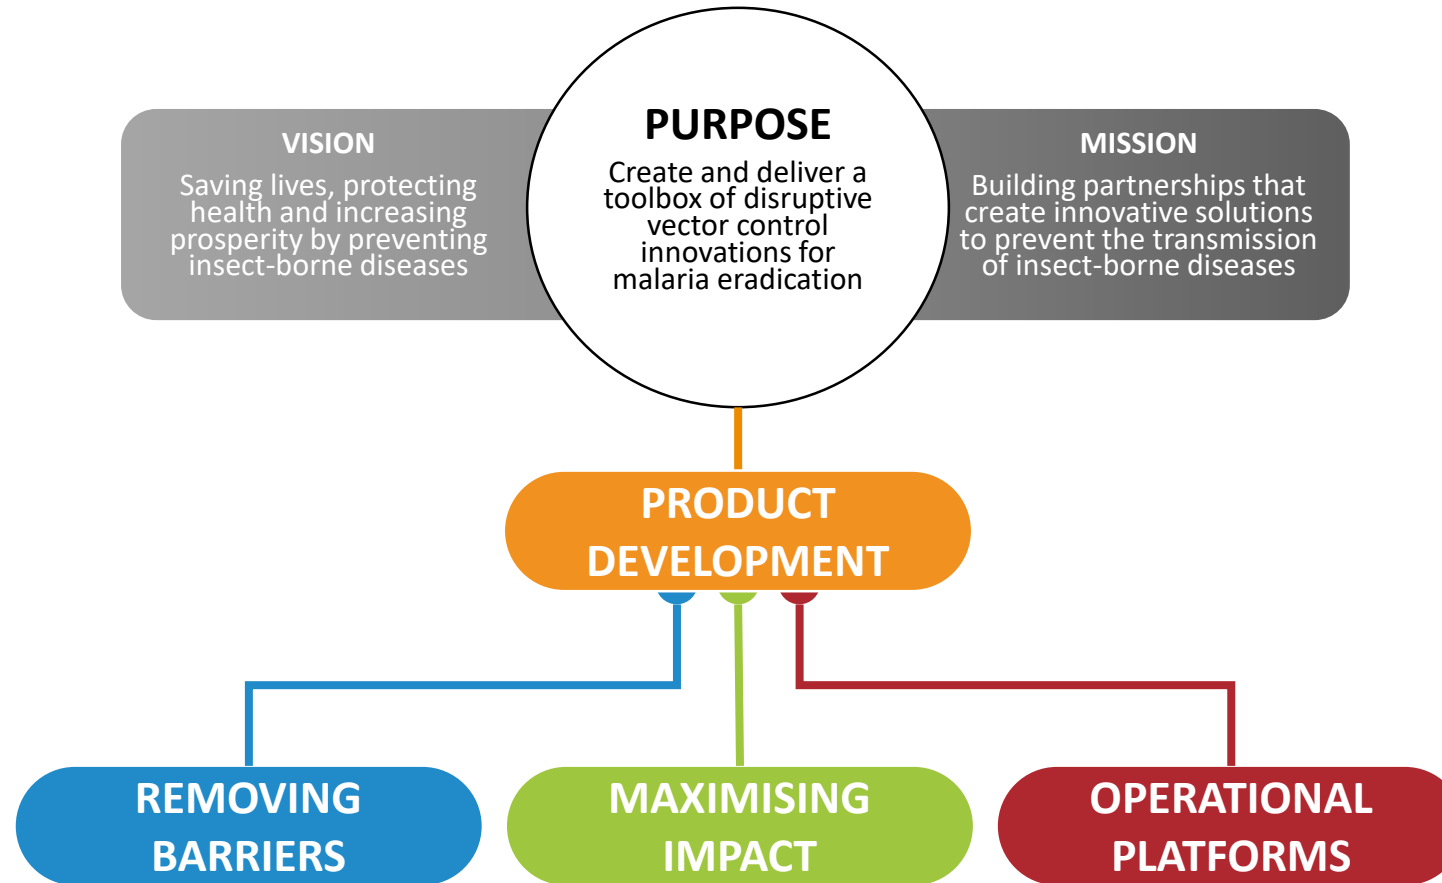 VISION
Saving lives, protecting
health and increasing
prosperity by preventing
insect-borne diseases
PURPOSE
Create and deliver a
toolbox of disruptive
vector control
innovations for
malaria eradication
MISSION
Building partnerships that
create innovative solutions
to prevent the transmission
of insect-borne diseases
PRODUCT
DEVELOPMENT
REMOVING
BARRIERS
MAXIMISING
IMPACT
OPERATIONAL
PLATFORMS